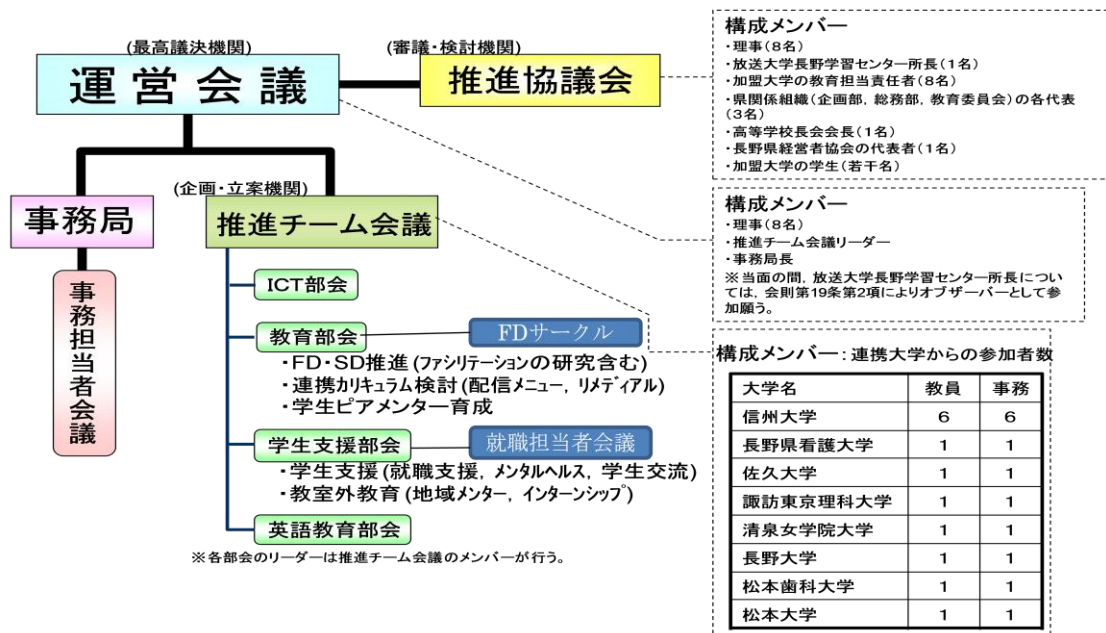 (最高議決機関)
運営会議
(審議・検討機関)
推進協議会
構成メンバー
・理事(8名)
・放送大学長野学習センター所長(1名)
・加盟大学の教育担当責任者(8名)
・県関係組織(企画部, 総務部, 教育委員会)の各代表
(3名)
・高等学校長会会長(1名)
・長野県経営者協会の代表者(1名)
・加盟大学の学生(若干名)
事務局
(企画・立案機関)
推進チーム会議
構成メンバー
・理事(8名)
・推進チーム会議リーダー
・事務局長
※当面の間, 放送大学長野学習センター所長につい
ては, 会則第19条第2項によりオブザーバーとして参
加願う。
事務担当者会議
ICT部会
教育部会
FDサークル
・FD・SD推進(ファシリテーションの研究含む)
・連携カリキュラム検討(配信メニュー, リメディアル)
・学生ピアメンター育成
学生支援部会
就職担当者会議
・学生支援(就職支援, メンタルヘルス, 学生交流)
・教室外教育(地域メンター, インターンシップ)
英語教育部会
※各部会のリーダーは推進チーム会議のメンバーが行う。
構成メンバー:連携大学からの参加者数
大学名 教員 事務
信州大学 6 6
長野県看護大学 1 1
佐久大学 1 1
諏訪東京理科大学 1 1
清泉女学院大学 1 1
長野大学 1 1
松本歯科大学 1 1
松本大学 1 1